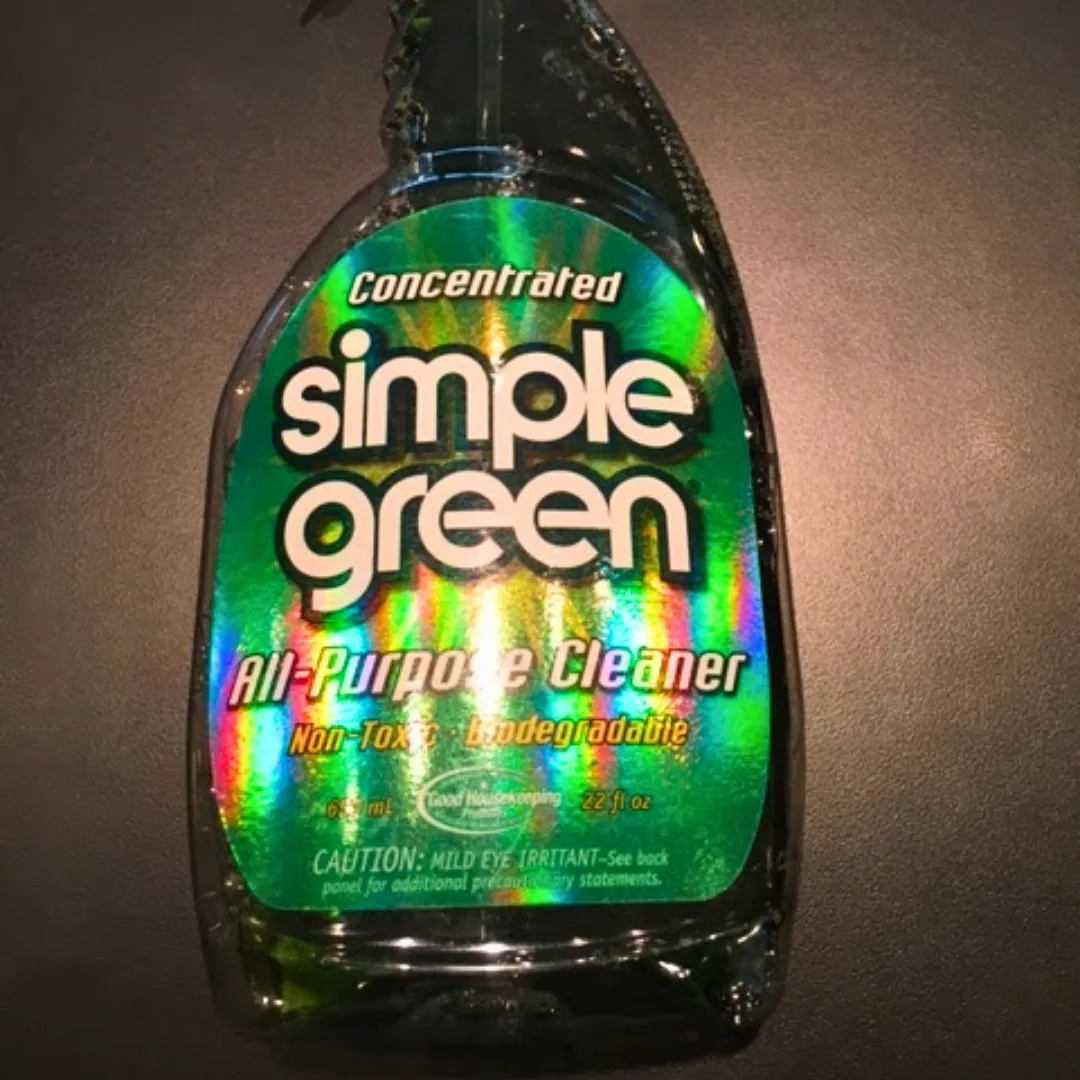 Concentrated
simple
green
All-Purpose Cleaner
Non-Toxic · Biodegradable
mL
Good Housekeeping
22 fl oz
CAUTION: MILD EYE IRRITANT–See back
panel for additional precautionary statements.